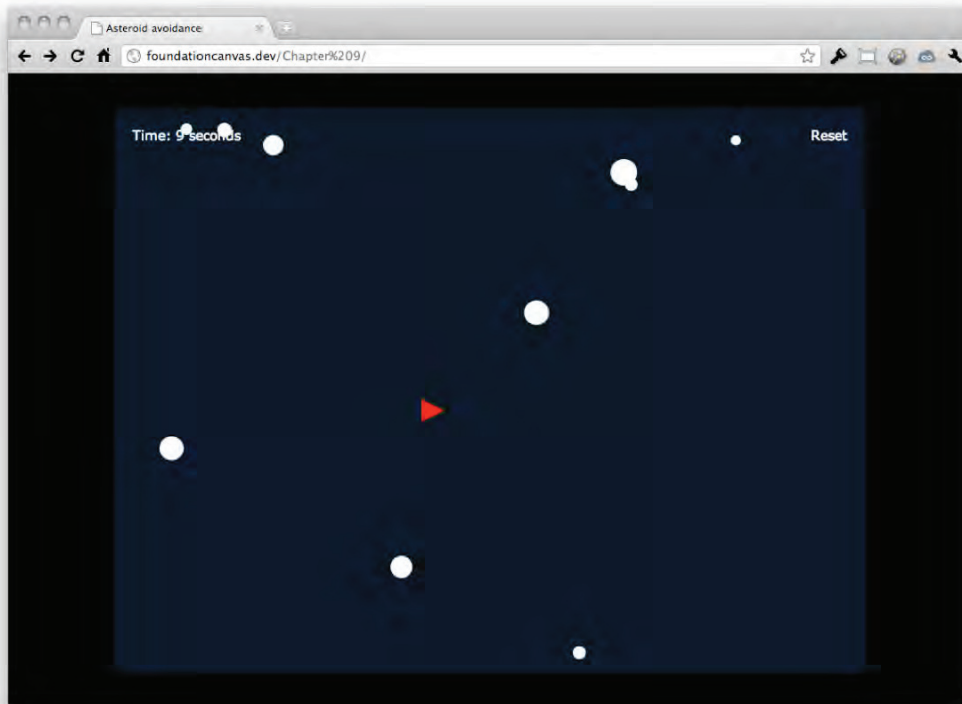 Asteroid avoidance
foundationcanvas.dev/Chapter%209/
Time: 9 seconds
Reset